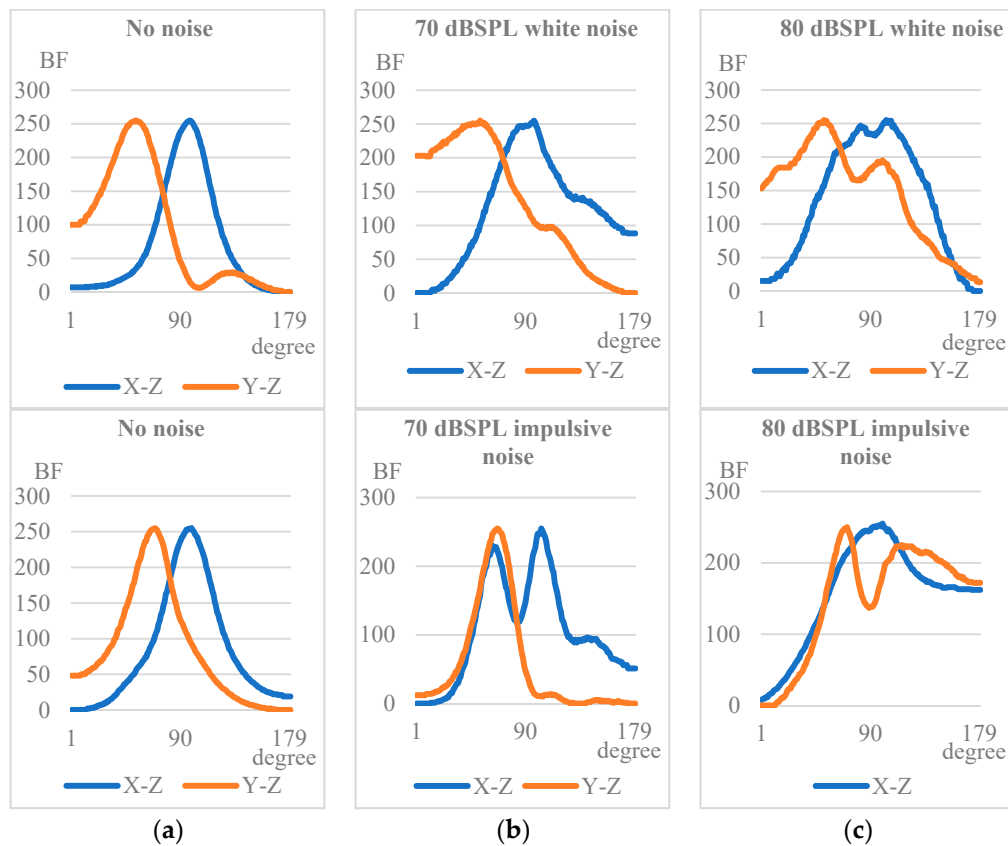 No noise
BF
300
250
200
150
100
50
0
1 90 179
degree
X-Z Y-Z
70 dBSPL white noise
BF
300
250
200
150
100
50
0
1 90 179
degree
X-Z Y-Z
80 dBSPL white noise
BF
300
250
200
150
100
50
0
1 90 179
degree
X-Z Y-Z
No noise
BF
300
250
200
150
100
50
0
1 90 179
degree
X-Z Y-Z
70 dBSPL impulsive
noise
BF
300
200
100
0
1 90 179
degree
X-Z Y-Z
80 dBSPL impulsive
noise
BF
300
200
100
0
1 90 179
degree
X-Z
(a) (b) (c)